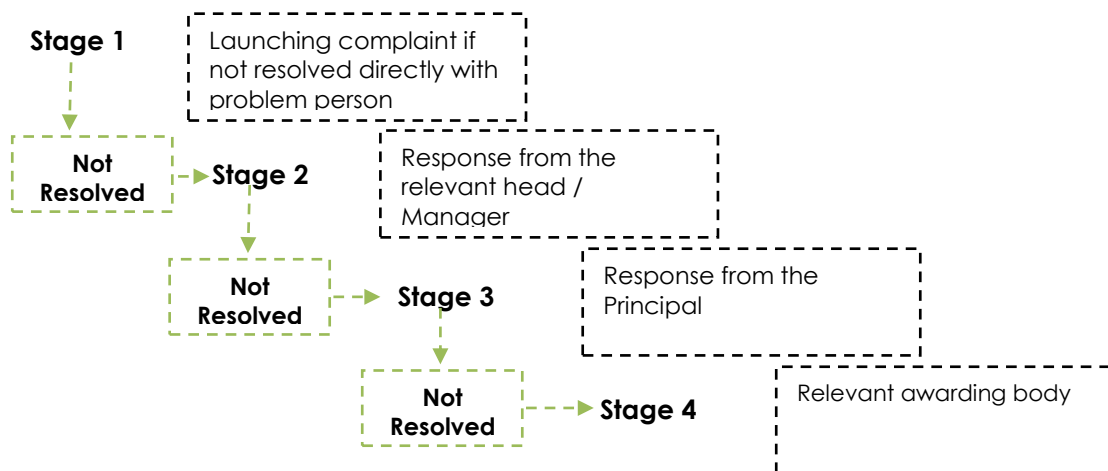 Stage 1
Launching complaint if
not resolved directly with
problem person
Not
Resolved
Stage 2
Response from the
relevant head /
Manager
Not
Resolved
Stage 3
Response from the
Principal
Not
Resolved
Stage 4
Relevant awarding body